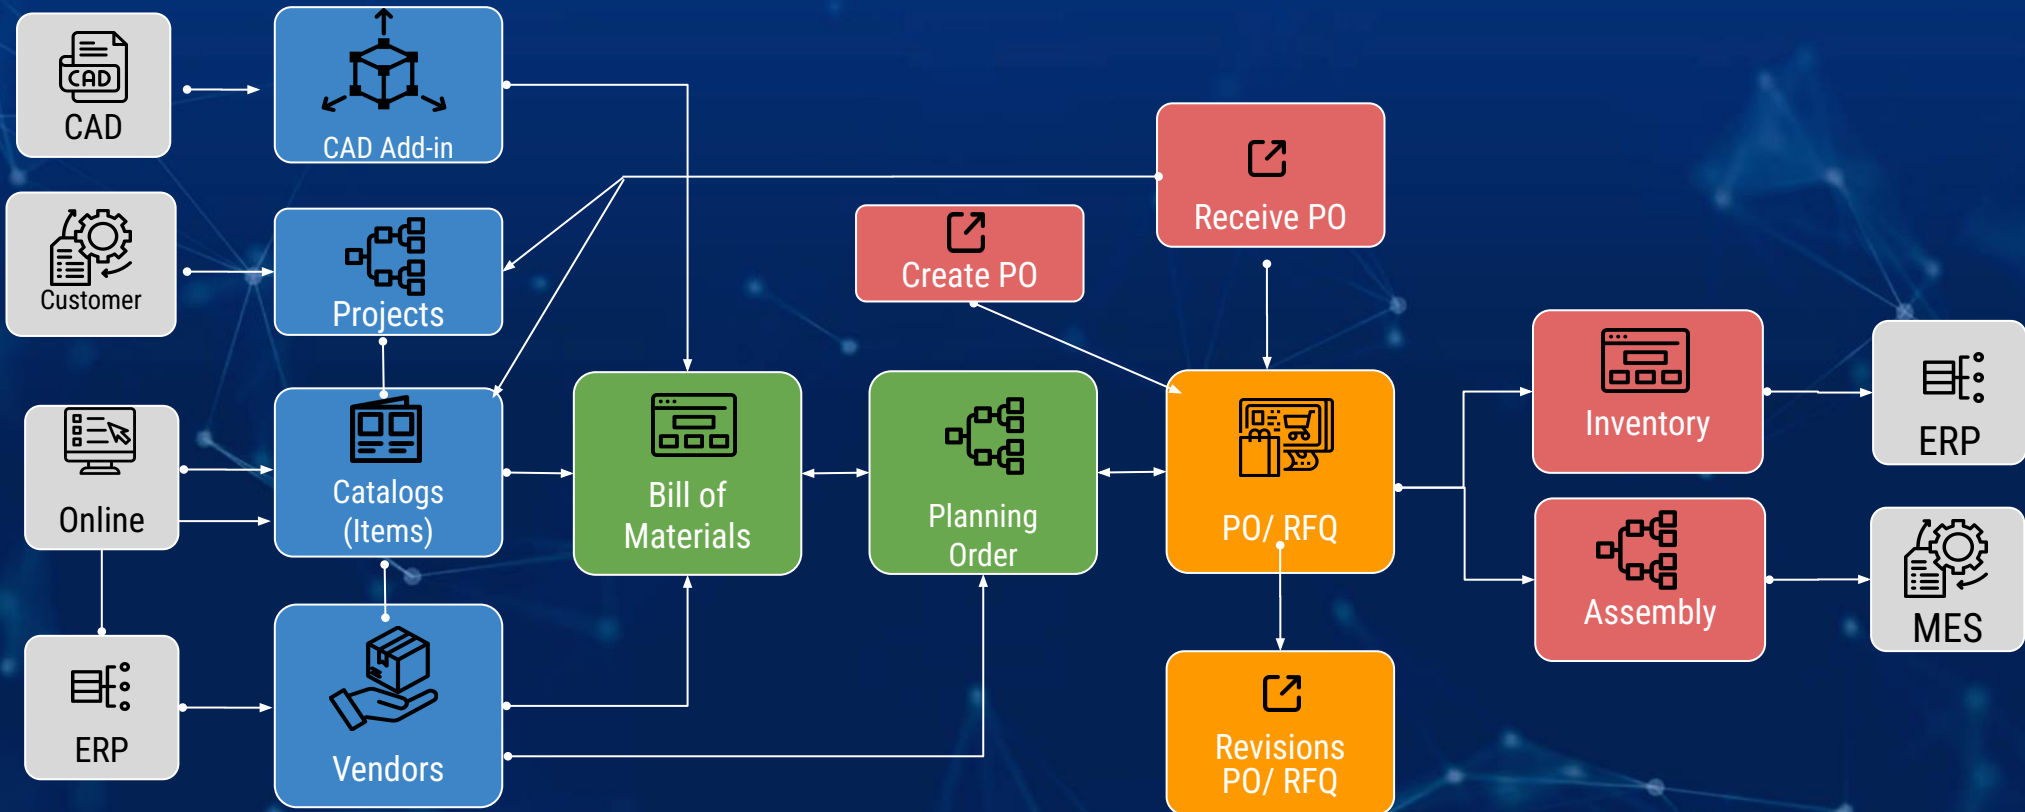 CAD
CAD
CAD Add-in
Customer
Projects
Receive PO
Create PO
Online
Catalogs
(Items)
Bill of
Materials
Planning
Order
PO/ RFQ
Inventory
ERP
Assembly
MES
ERP
Vendors
Revisions
PO/ RFQ